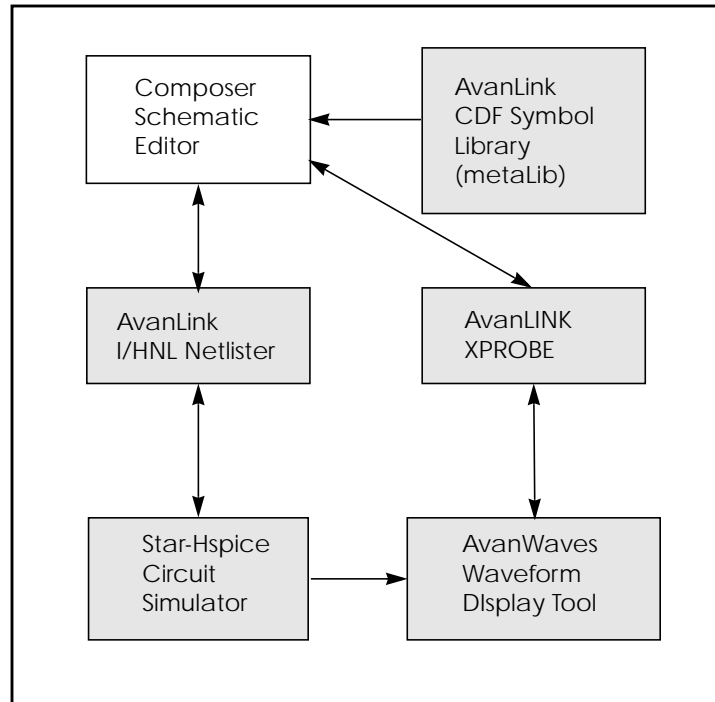 Composer
Schematic
Editor
AvanLink
CDF Symbol
Library
(metaLib)
AvanLink
I/HNL Netlister
AvanLINK
XPROBE
Star-Hspice
Circuit
Simulator
AvanWaves
Waveform
DIsplay Tool